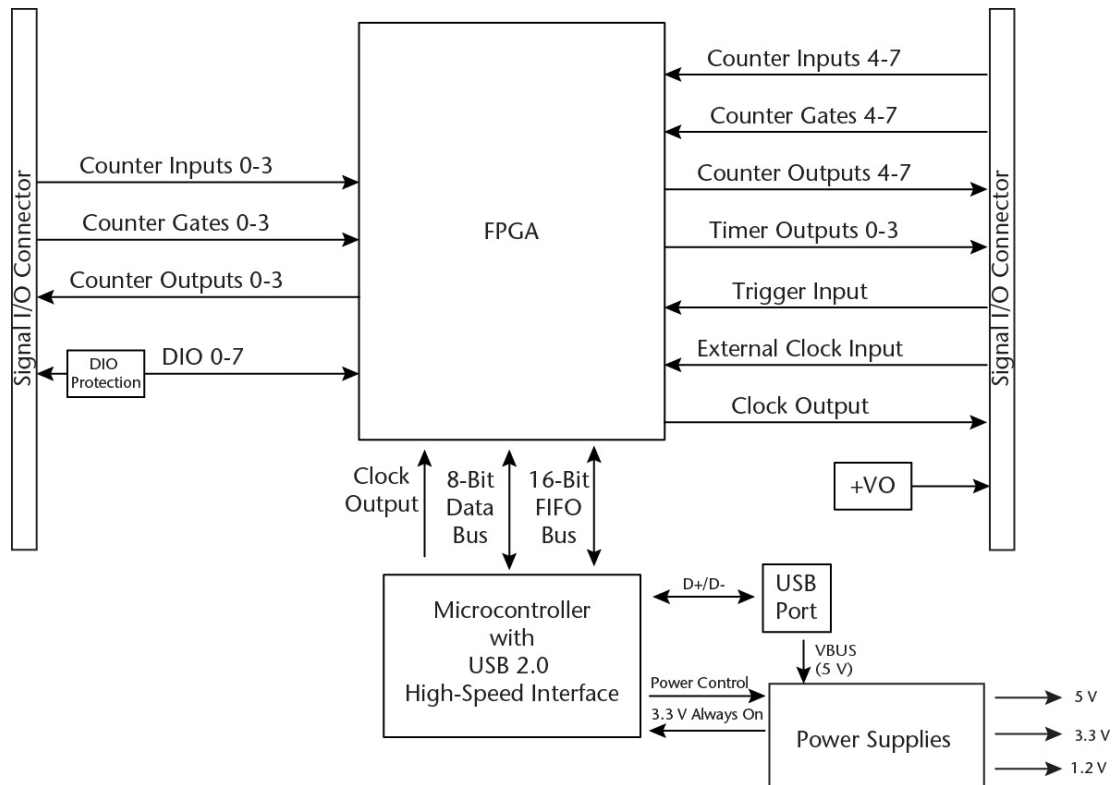 Signal I/O Connector
Counter Inputs 0-3
Counter Gates 0-3
Counter Outputs 0-3
DIO
Protection
DIO 0-7
FPGA
Counter Inputs 4-7
Counter Gates 4-7
Counter Outputs 4-7
Timer Outputs 0-3
Trigger Input
External Clock Input
Clock Output
+VO
Signal I/O Connector
Clock
Output
8-Bit
Data
Bus
16-Bit
FIFO
Bus
Microcontroller
with
USB 2.0
High-Speed Interface
D+/D-
USB
Port
VBUS
(5 V)
Power Control
3.3 V Always On
Power Supplies
5 V
3.3 V
1.2 V